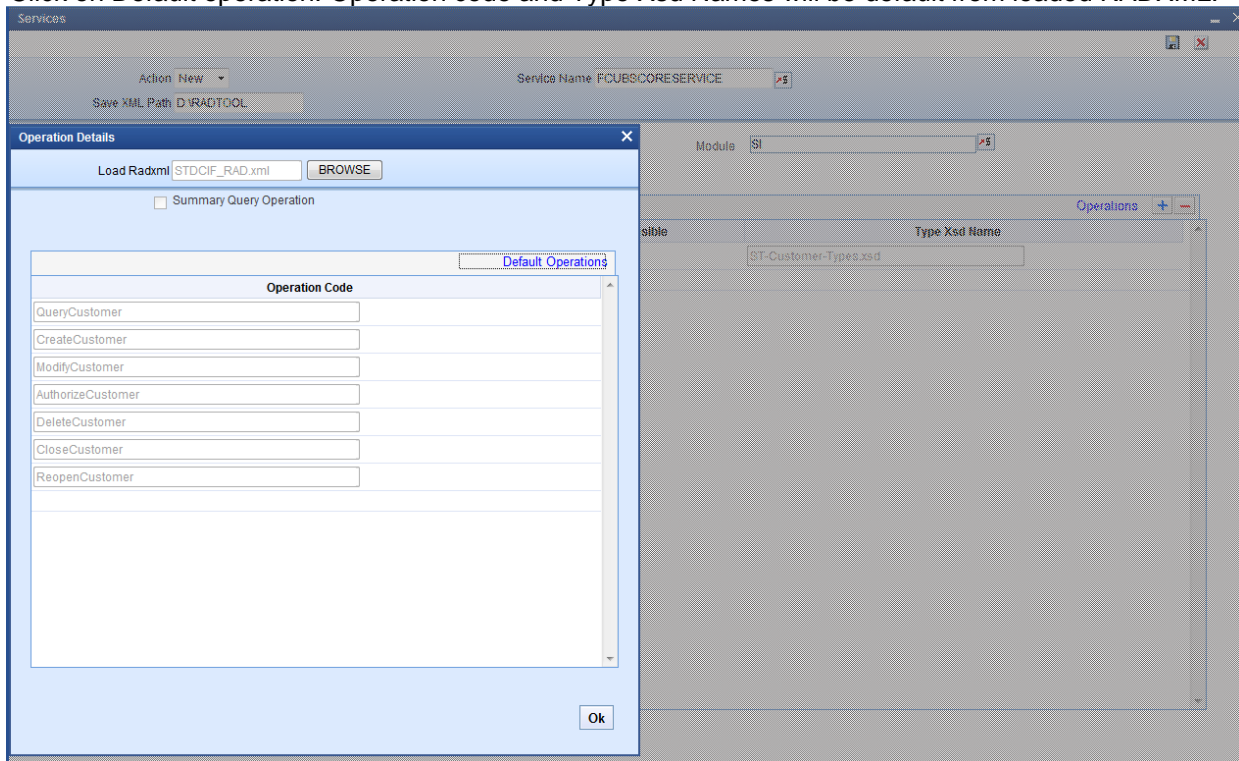 Click on Default operation. Operation code and Type Xsd Names will be default from loaded RADXML.
Services
Action New
Service Name FCUBSCORESERVICE
Save XML Path D:\RADTOOL
Operation Details
Module SI
Load Radxml STDCIF_RAD.xml BROWSE
Summary Query Operation
Operations + −
sible Type Xsd Name
ST-Customer-Types.xsd
Default Operations
Operation Code
QueryCustomer
CreateCustomer
ModifyCustomer
AuthorizeCustomer
DeleteCustomer
CloseCustomer
ReopenCustomer
Ok